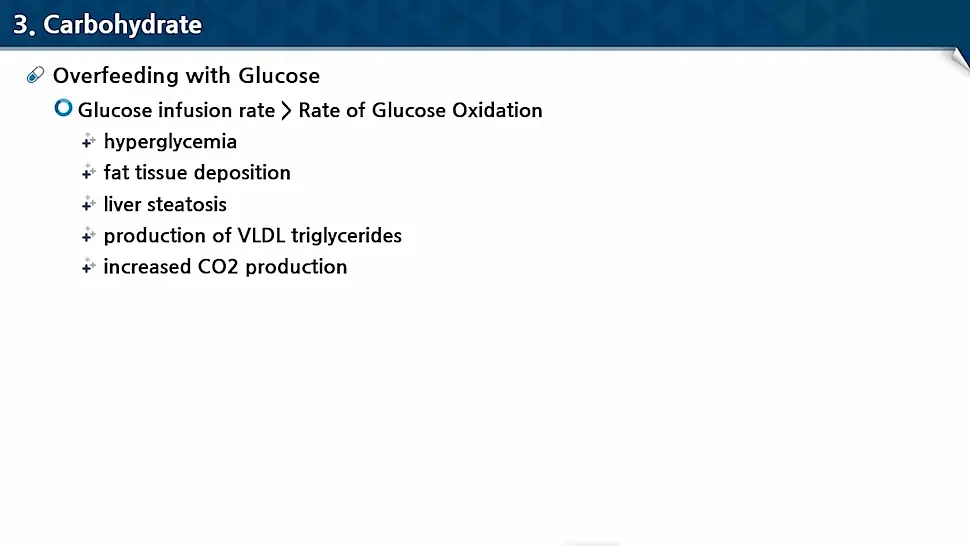 3. Carbohydrate
Overfeeding with Glucose
Glucose infusion rate > Rate of Glucose Oxidation
hyperglycemia
fat tissue deposition
liver steatosis
production of VLDL triglycerides
increased CO2 production